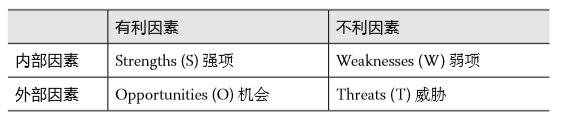 有利因素 不利因素
内部因素 Strengths (S) 强项 Weaknesses (W) 弱项
外部因素 Opportunities (O) 机会 Threats (T) 威胁